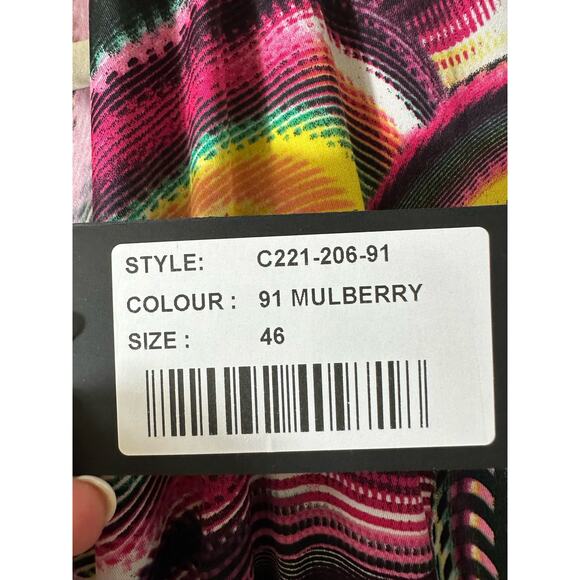 STYLE: C221-206-91
COLOUR : 91 MULBERRY
SIZE : 46